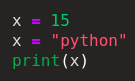 x = 15
x = "python"
print(x)